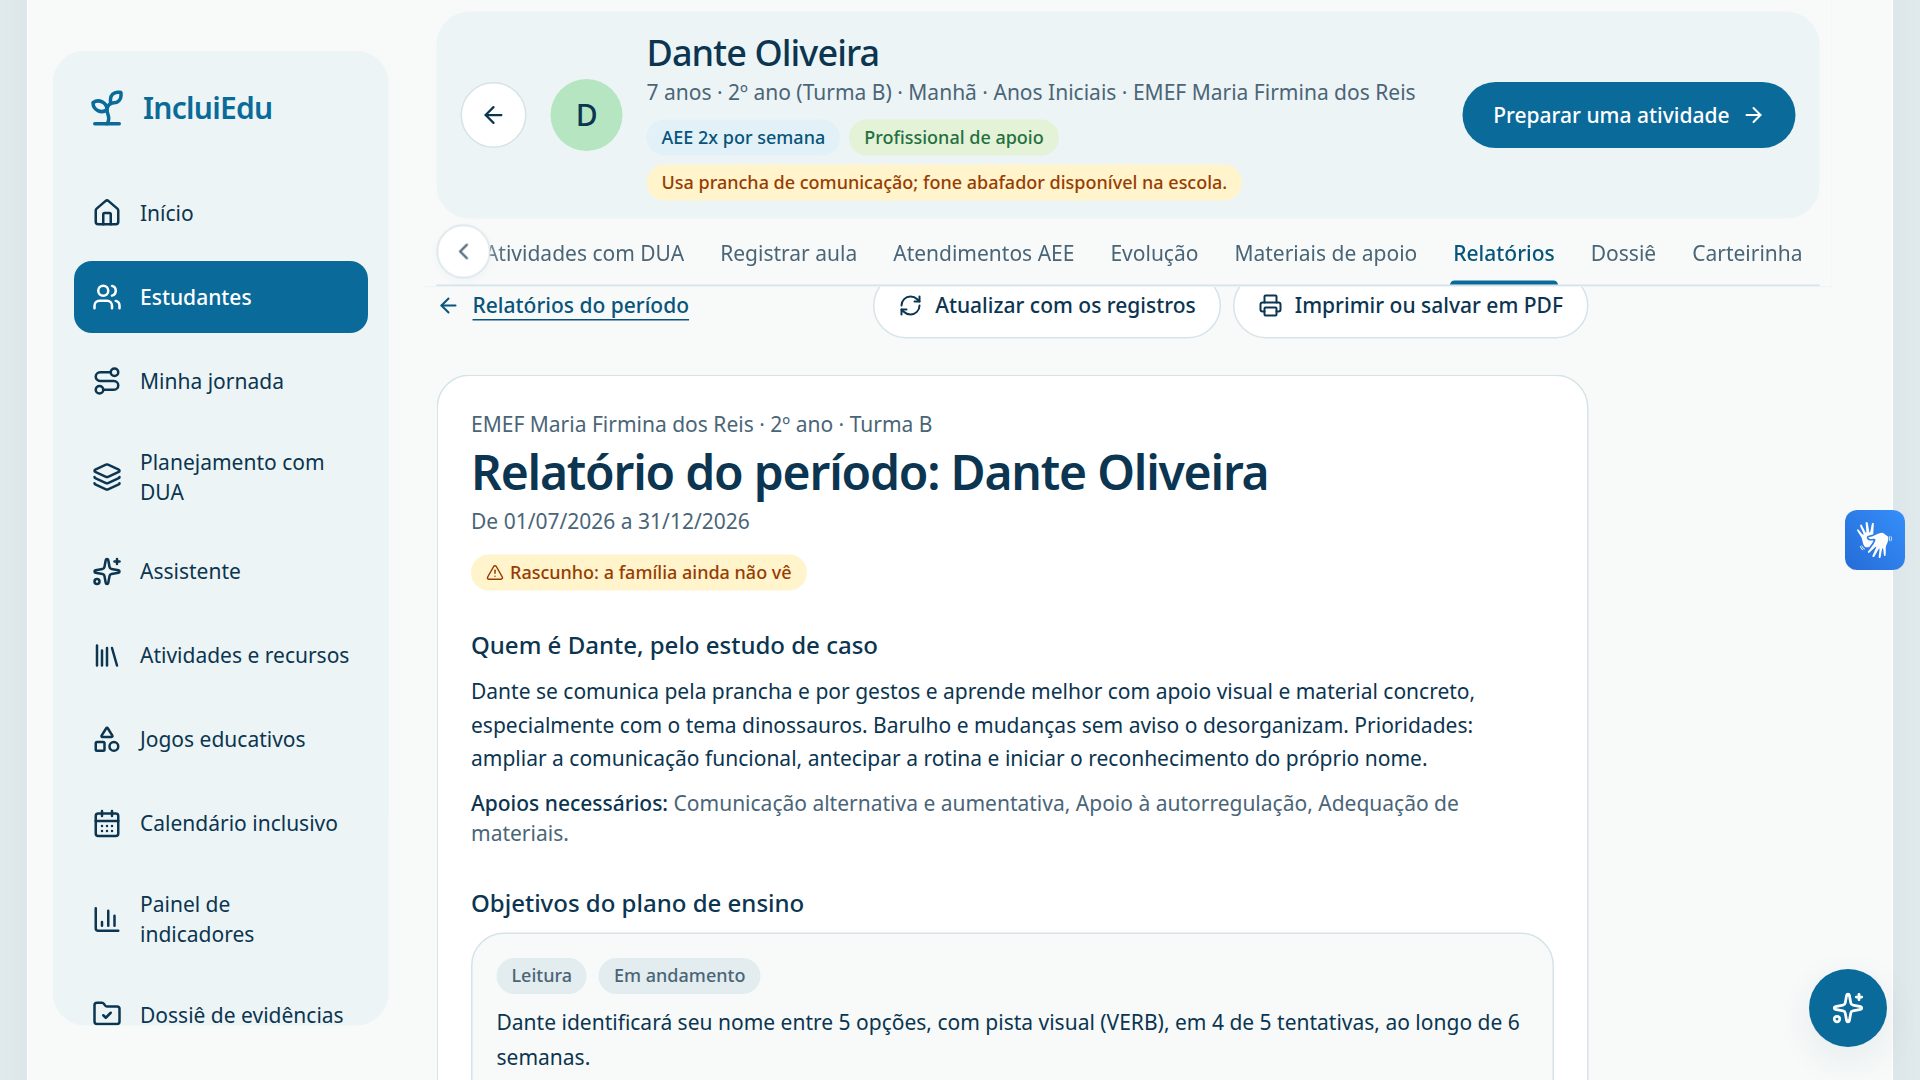 IncluiEdu
Início
Estudantes
Minha jornada
Planejamento com
DUA
Assistente
Atividades e recursos
Jogos educativos
Calendário inclusivo
Painel de
indicadores
Dossiê de evidências
D
Dante Oliveira
7 anos · 2º ano (Turma B) · Manhã · Anos Iniciais · EMEF Maria Firmina dos Reis
AEE 2x por semana
Profissional de apoio
Usa prancha de comunicação; fone abafador disponível na escola.
Preparar uma atividade
Atividades com DUA
Registrar aula
Atendimentos AEE
Evolução
Materiais de apoio
Relatórios
Dossiê
Carteirinha
Relatórios do período
Atualizar com os registros
Imprimir ou salvar em PDF
EMEF Maria Firmina dos Reis · 2º ano · Turma B
Relatório do período: Dante Oliveira
De 01/07/2026 a 31/12/2026
Rascunho: a família ainda não vê
Quem é Dante, pelo estudo de caso
Dante se comunica pela prancha e por gestos e aprende melhor com apoio visual e material concreto,
especialmente com o tema dinossauros. Barulho e mudanças sem aviso o desorganizam. Prioridades:
ampliar a comunicação funcional, antecipar a rotina e iniciar o reconhecimento do próprio nome.
Apoios necessários: Comunicação alternativa e aumentativa, Apoio à autorregulação, Adequação de
materiais.
Objetivos do plano de ensino
Leitura
Em andamento
Dante identificará seu nome entre 5 opções, com pista visual (VERB), em 4 de 5 tentativas, ao longo de 6
semanas.